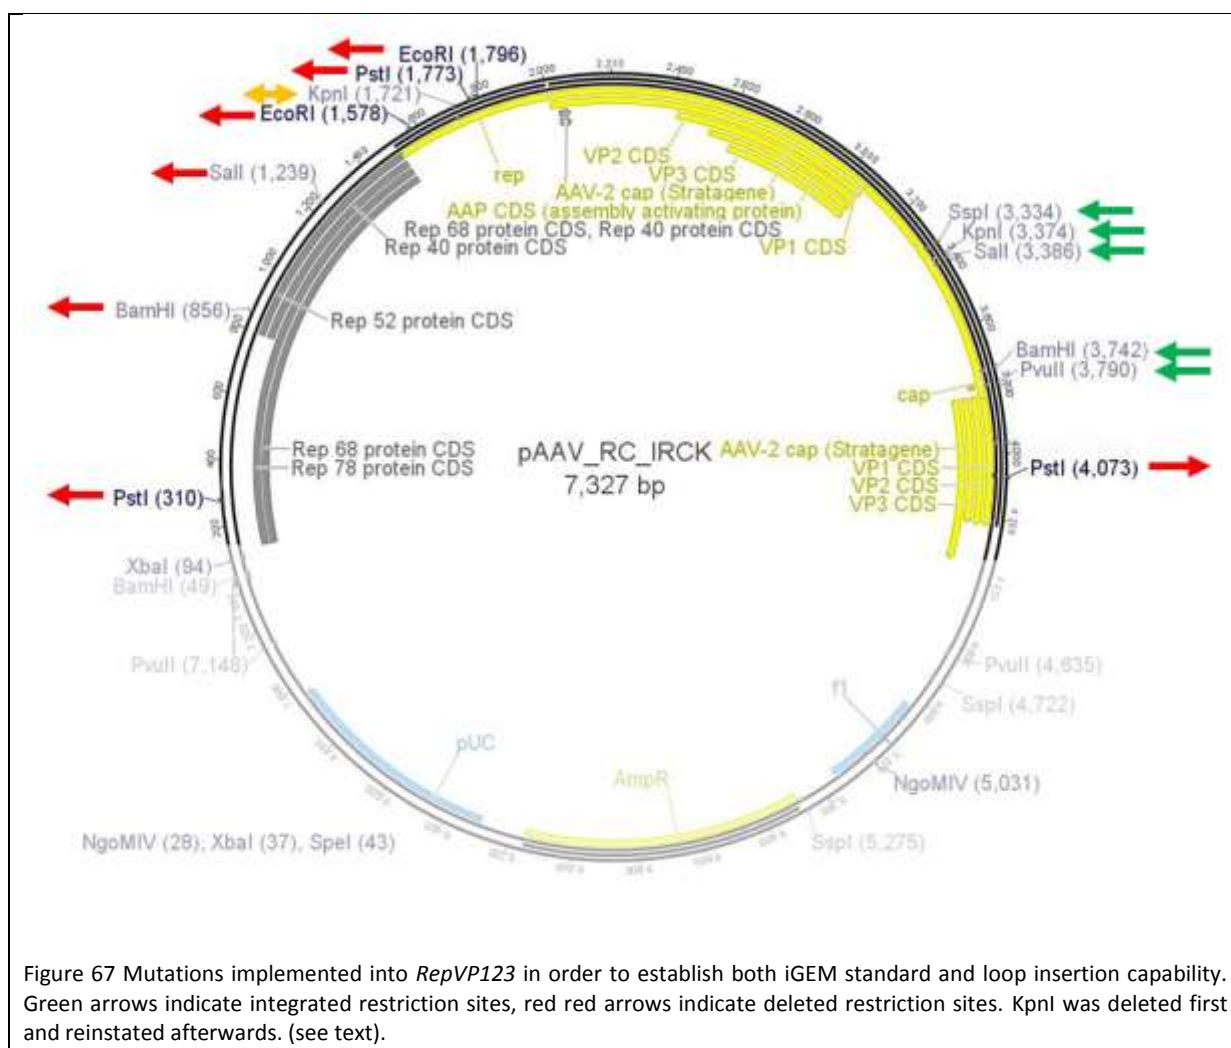 EcoRI (1,796)
PstI (1,773)
KpnI (1,721)
EcoRI (1,578)
SalI (1,239)
BamHI (856)
PstI (310)
XbaI (94)
BamHI (49)
PvuII (7,148)
NgoMIV (28), XbaI (37), SpeI (43)
SspI (3,334)
KpnI (3,374)
SalI (3,386)
BamHI (3,742)
PvuII (3,790)
PstI (4,073)
PvuII (4,635)
SspI (4,722)
NgoMIV (5,031)
SspI (5,275)
rep
VP2 CDS
VP3 CDS
AAV-2 cap (Stratagene)
AAP CDS (assembly activating protein)
Rep 68 protein CDS, Rep 40 protein CDS
VP1 CDS
Rep 40 protein CDS
Rep 52 protein CDS
Rep 68 protein CDS
Rep 78 protein CDS
pAAV_RC_IRCK
7,327 bp
cap
AAV-2 cap (Stratagene)
VP1 CDS
VP2 CDS
VP3 CDS
f1
pUC
AmpR
Figure 67 Mutations implemented into RepVP123 in order to establish both iGEM standard and loop insertion capability.
Green arrows indicate integrated restriction sites, red red arrows indicate deleted restriction sites. KpnI was deleted first
and reinstated afterwards. (see text).